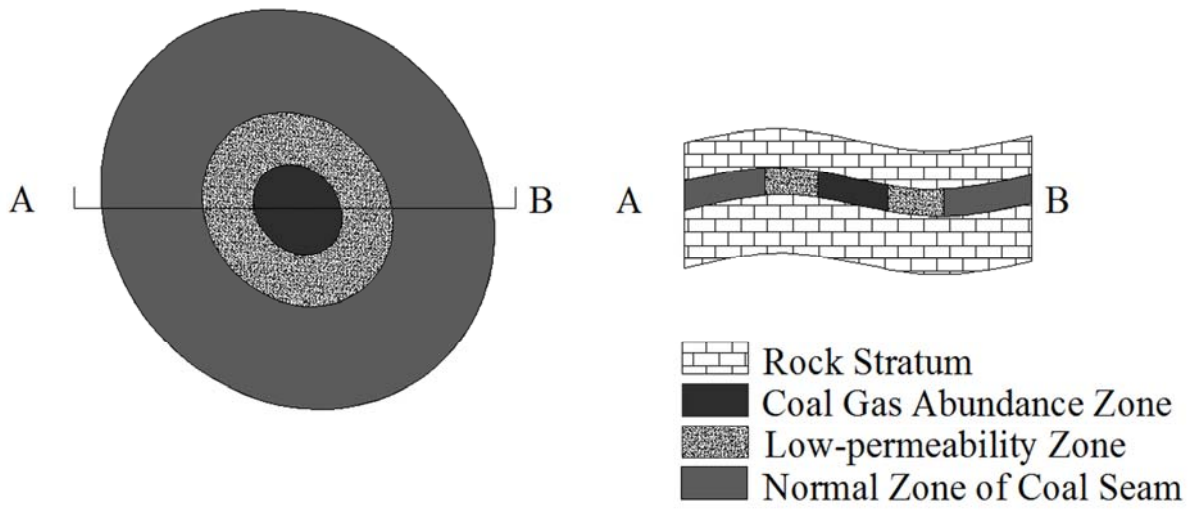 A
B
A
B
Rock Stratum
Coal Gas Abundance Zone
Low-permeability Zone
Normal Zone of Coal Seam